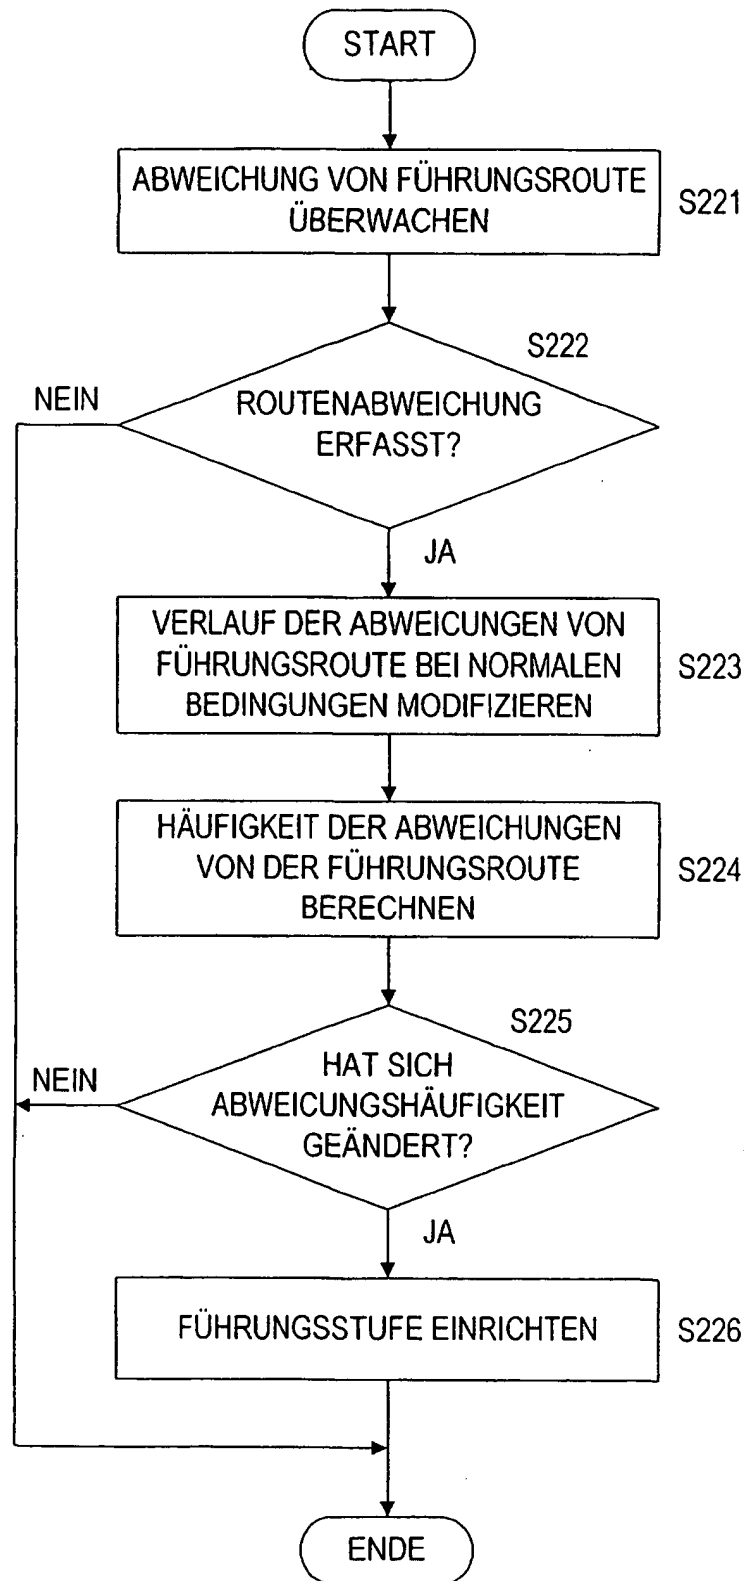 START
ABWEICHUNG VON FÜHRUNGSROUTE
ÜBERWACHEN
S221
S222
NEIN
ROUTENABWEICHUNG
ERFASST?
JA
VERLAUF DER ABWEICUNGEN VON
FÜHRUNGSROUTE BEI NORMALEN
BEDINGUNGEN MODIFIZIEREN
S223
HÄUFIGKEIT DER ABWEICHUNGEN
VON DER FÜHRUNGSROUTE
BERECHNEN
S224
S225
NEIN
HAT SICH
ABWEICUNGSHÄUFIGKEIT
GEÄNDERT?
JA
FÜHRUNGSSTUFE EINRICHTEN
S226
ENDE